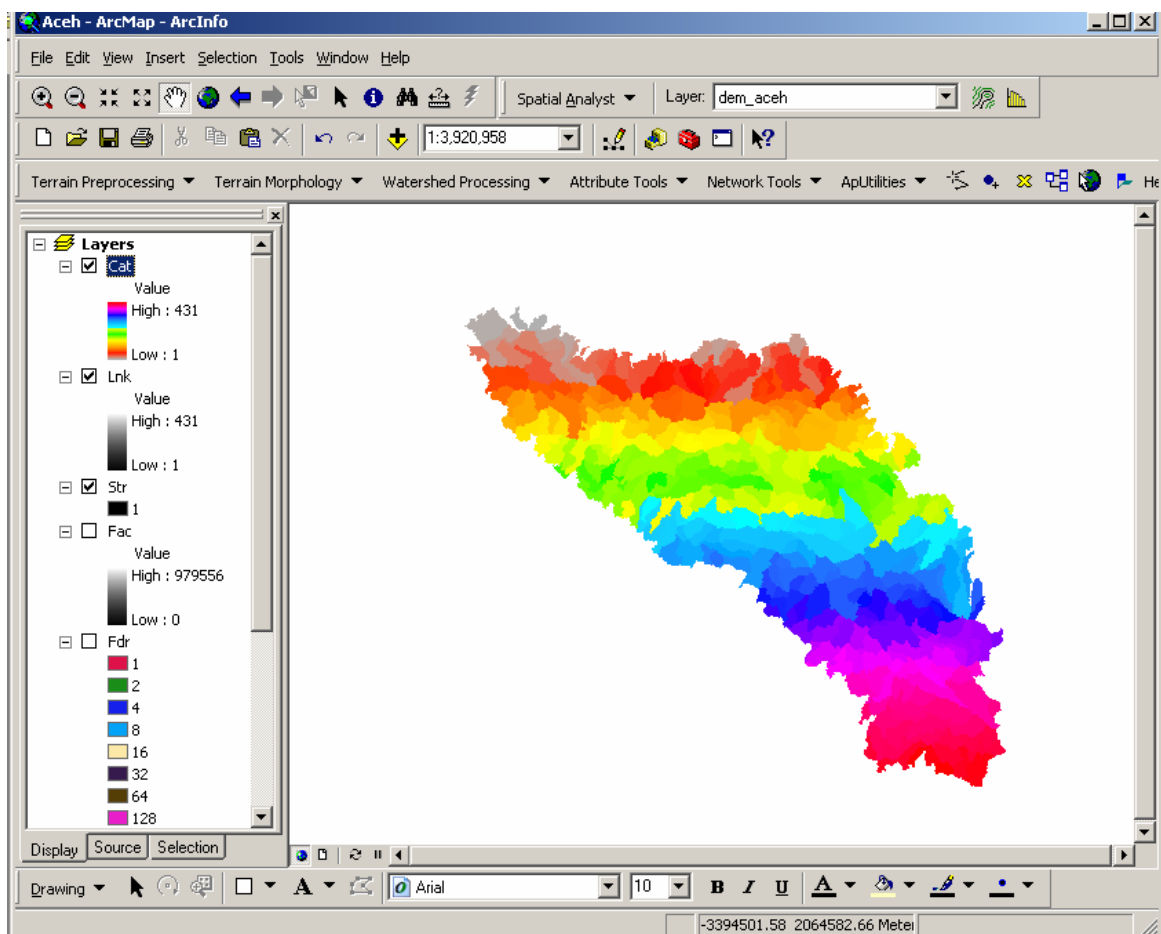 Aceh - ArcMap - ArcInfo
File Edit View Insert Selection Tools Window Help
Spatial Analyst Layer: dem_aceh
1:3,920,958
Terrain Preprocessing Terrain Morphology Watershed Processing Attribute Tools Network Tools ApUtilities He
Layers
Cat
Value
High : 431
Low : 1
Lnk
Value
High : 431
Low : 1
Str
1
Fac
Value
High : 979556
Low : 0
Fdr
1
2
4
8
16
32
64
128
Display Source Selection
Drawing A Arial 10 B I U A
-3394501.58 2064582.66 Meter